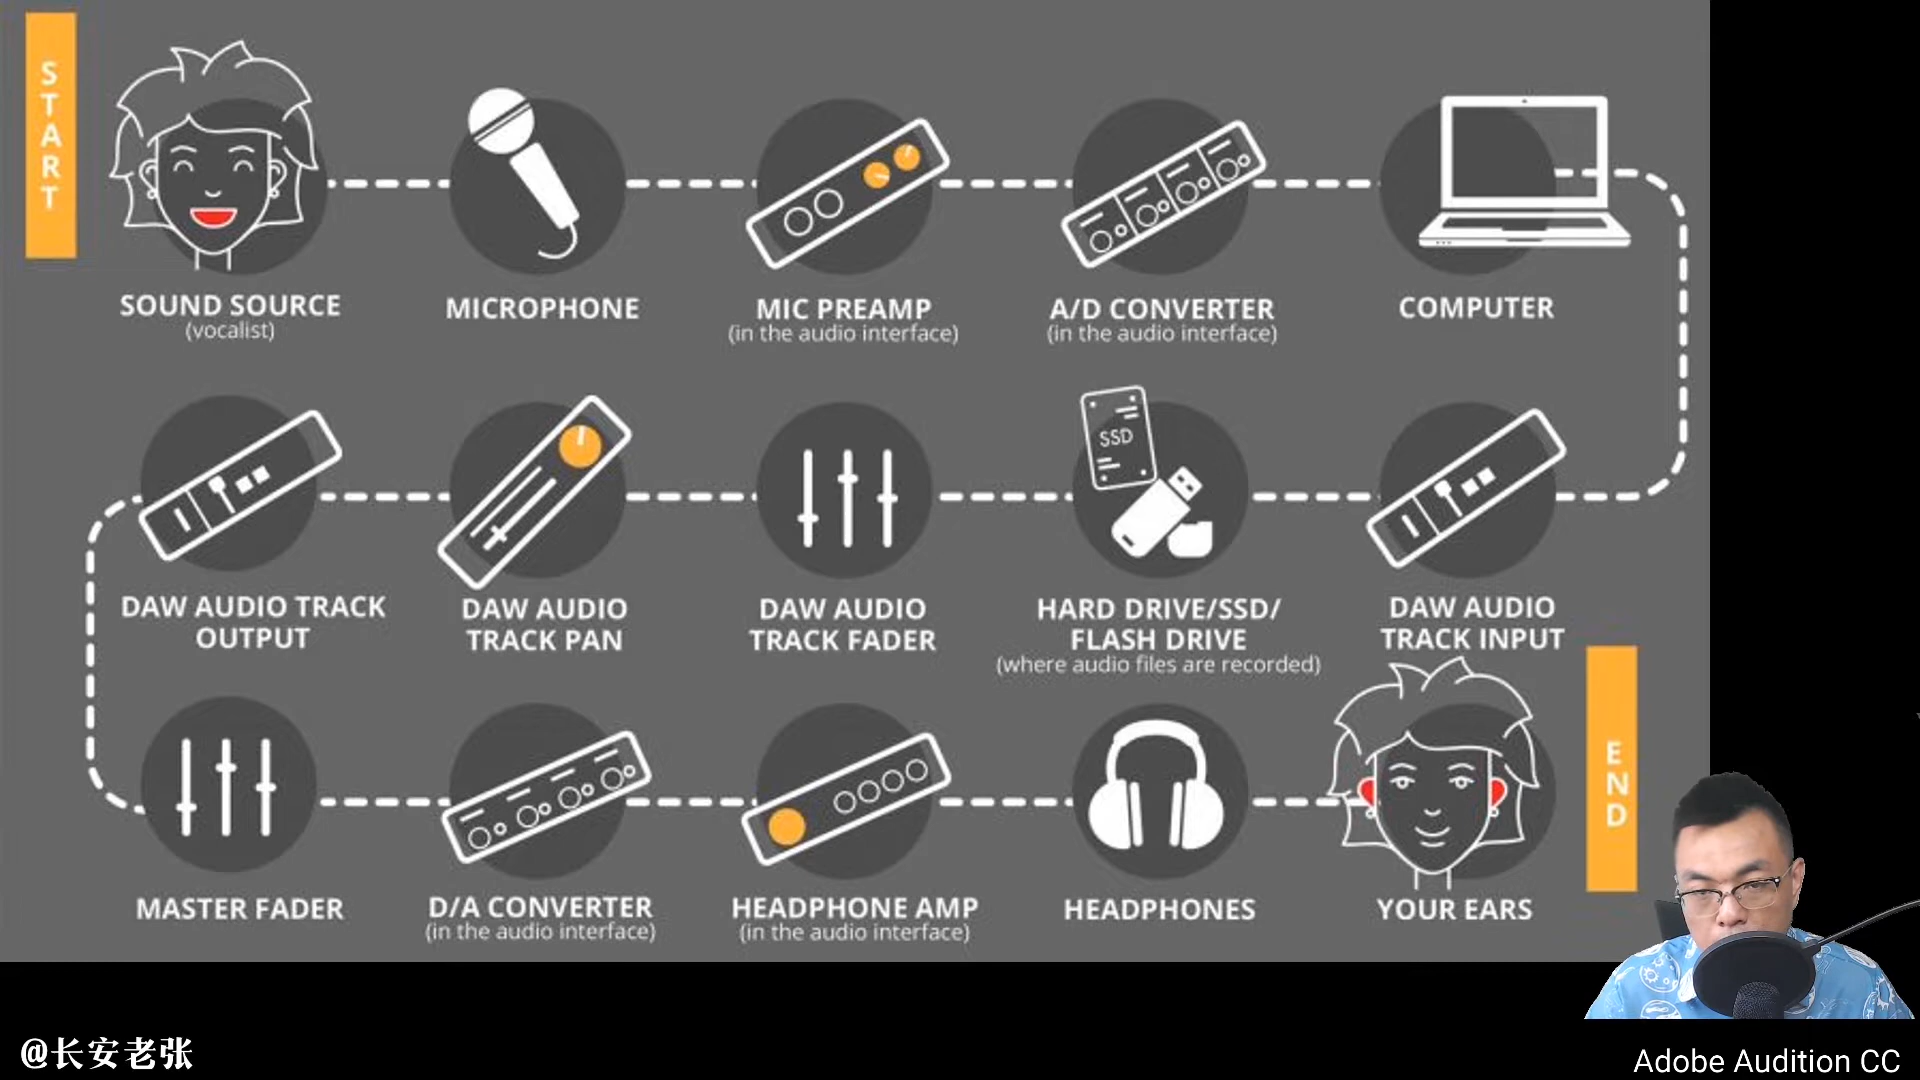 START
SOUND SOURCE
(vocalist)
MICROPHONE
MIC PREAMP
(in the audio interface)
A/D CONVERTER
(in the audio interface)
COMPUTER
SSD
DAW AUDIO TRACK
OUTPUT
DAW AUDIO
TRACK PAN
DAW AUDIO
TRACK FADER
HARD DRIVE/SSD/
FLASH DRIVE
(where audio files are recorded)
DAW AUDIO
TRACK INPUT
MASTER FADER
D/A CONVERTER
(in the audio interface)
HEADPHONE AMP
(in the audio interface)
HEADPHONES
YOUR EARS
END
@长安老张
Adobe Audition CC